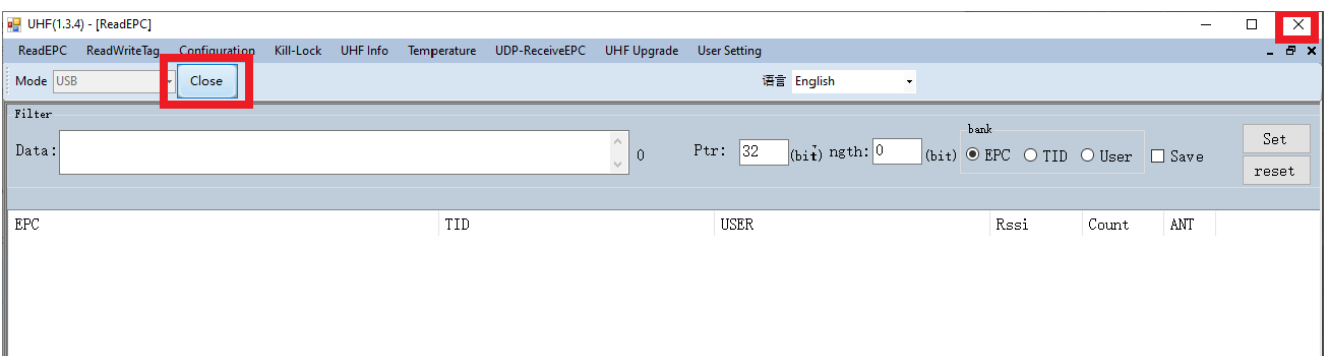 UHF(1.3.4) - [ReadEPC]
ReadEPC ReadWriteTag Configuration Kill-Lock UHF Info Temperature UDP-ReceiveEPC UHF Upgrade User Setting
Mode USB Close 语言 English
Filter
Data: 0 Ptr: 32 (bit) ngth: 0 (bit) bank EPC TID User Save Set
reset
EPC TID USER Rssi Count ANT